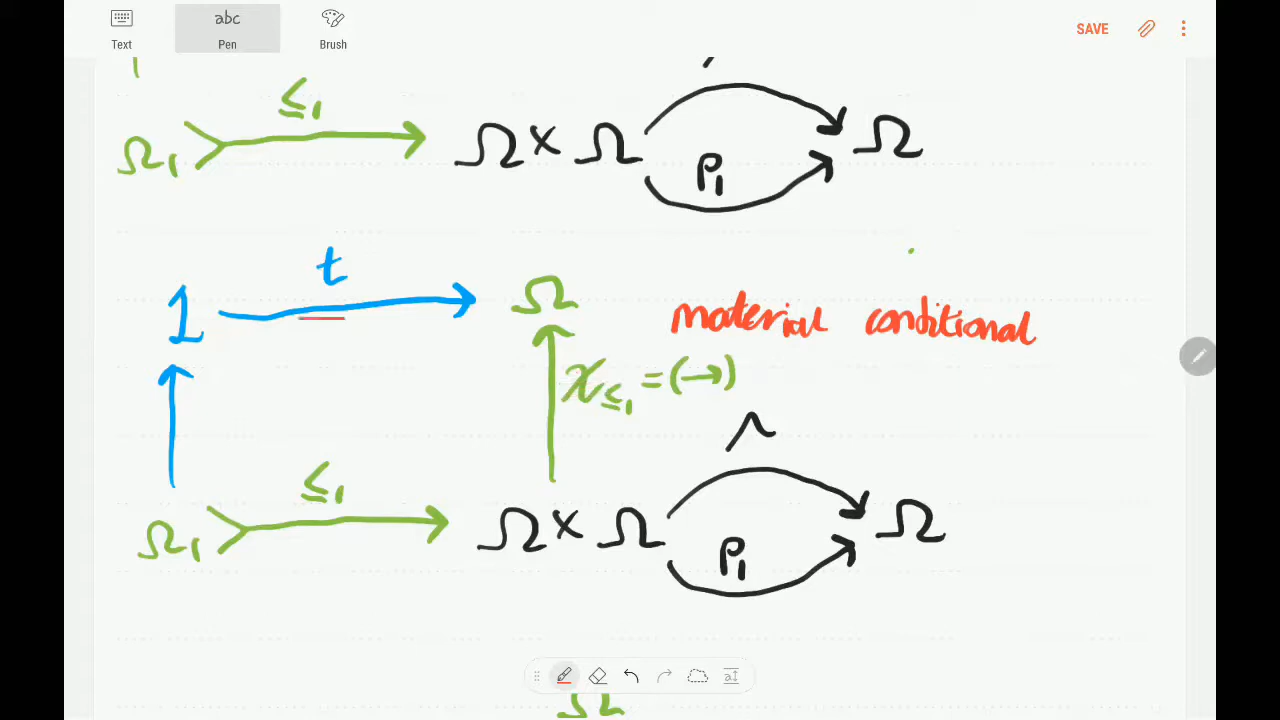 Text
abc
Pen
Brush
SAVE
≤₁
Ω₁
Ω × Ω
p₁
Ω
t
1
Ω
material conditional
χ≤₁ = (→)
∧
≤₁
Ω₁
Ω × Ω
p₁
Ω